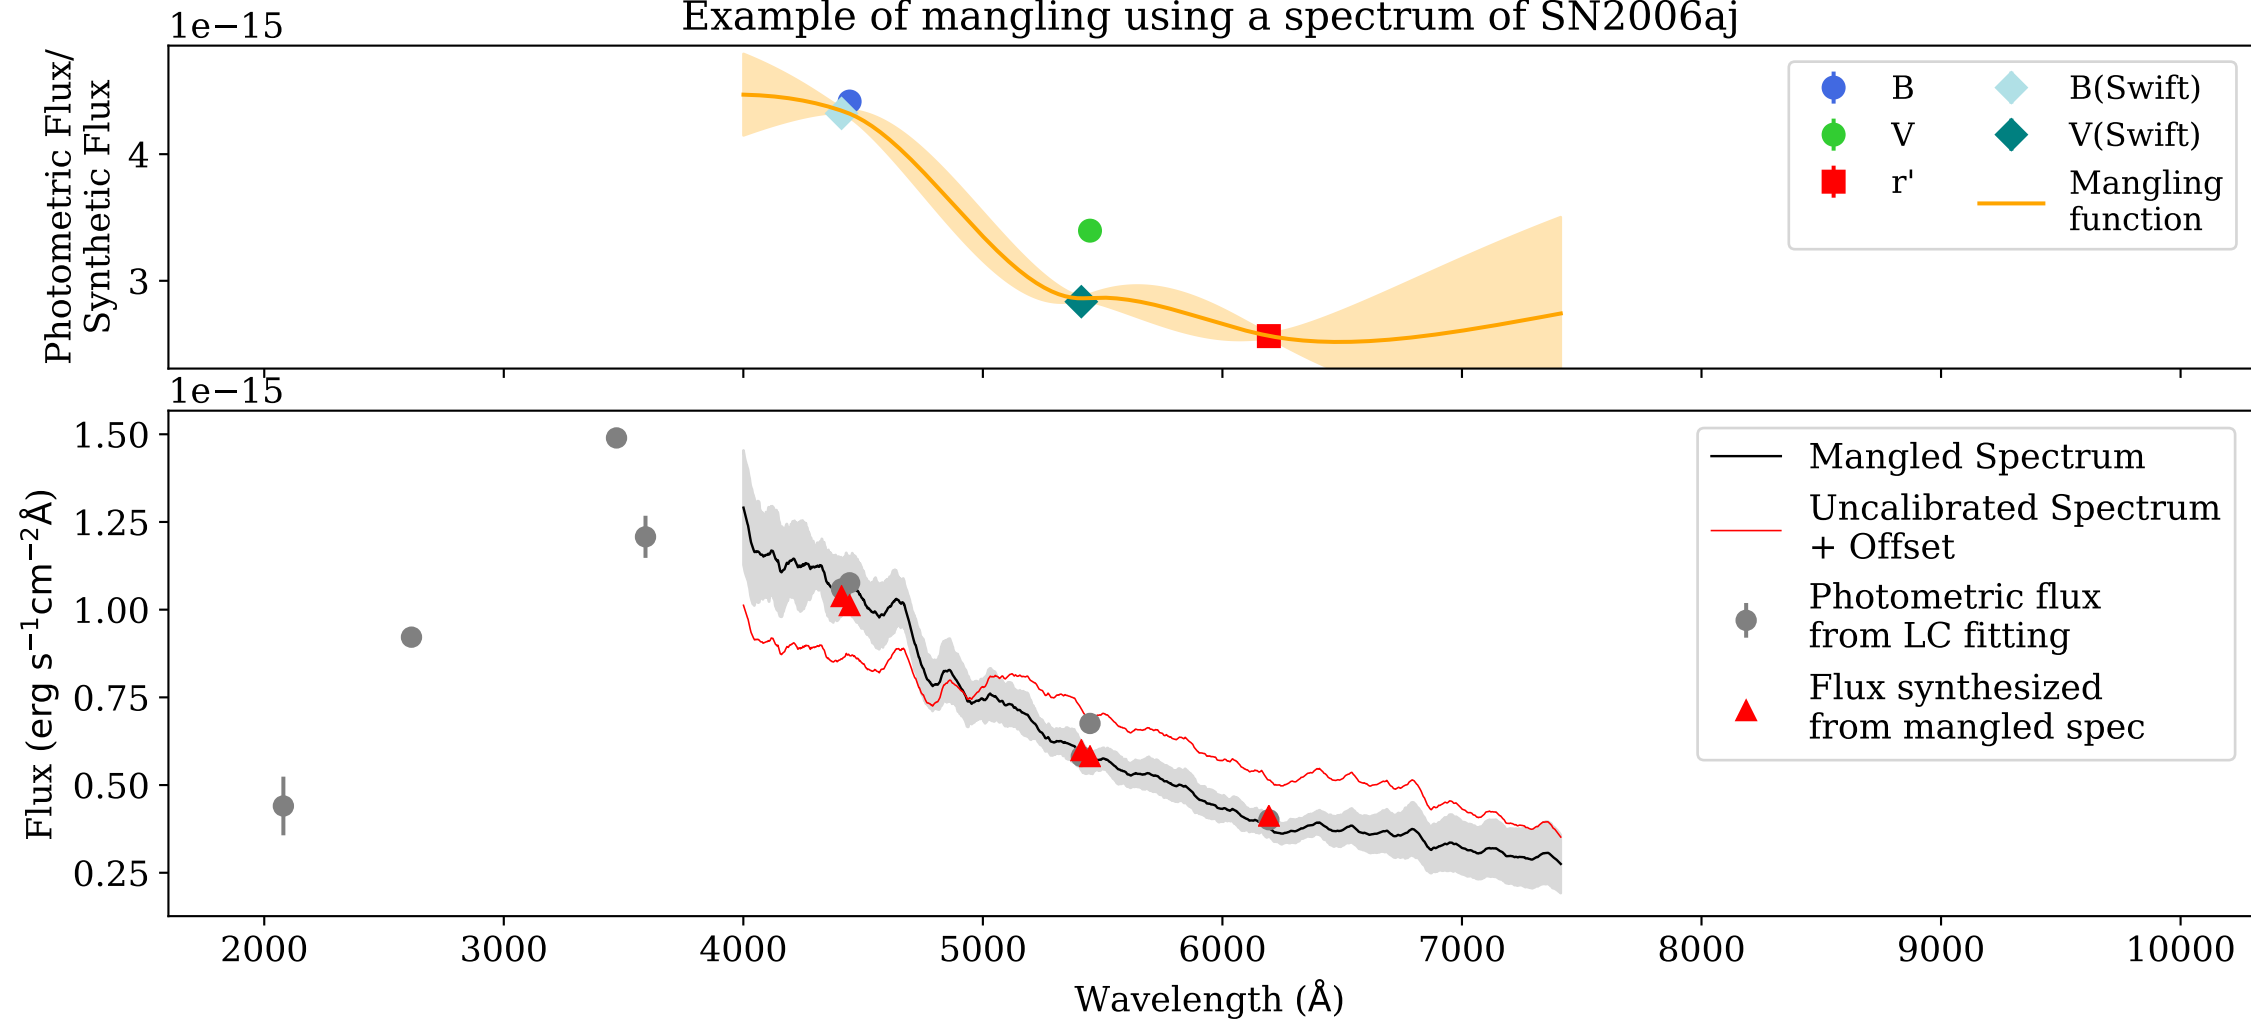 Example of mangling using a spectrum of SN2006aj
1e−15
Photometric Flux/
Synthetic Flux
4
3
B
V
r'
B(Swift)
V(Swift)
Mangling
function
1e−15
Flux (erg s⁻¹cm⁻²Å)
1.50
1.25
1.00
0.75
0.50
0.25
Mangled Spectrum
Uncalibrated Spectrum
+ Offset
Photometric flux
from LC fitting
Flux synthesized
from mangled spec
2000 3000 4000 5000 6000 7000 8000 9000 10000
Wavelength (Å)